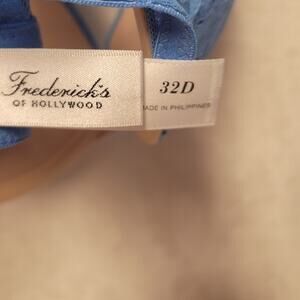 Frederick's
OF HOLLYWOOD
32D
MADE IN PHILIPPINES